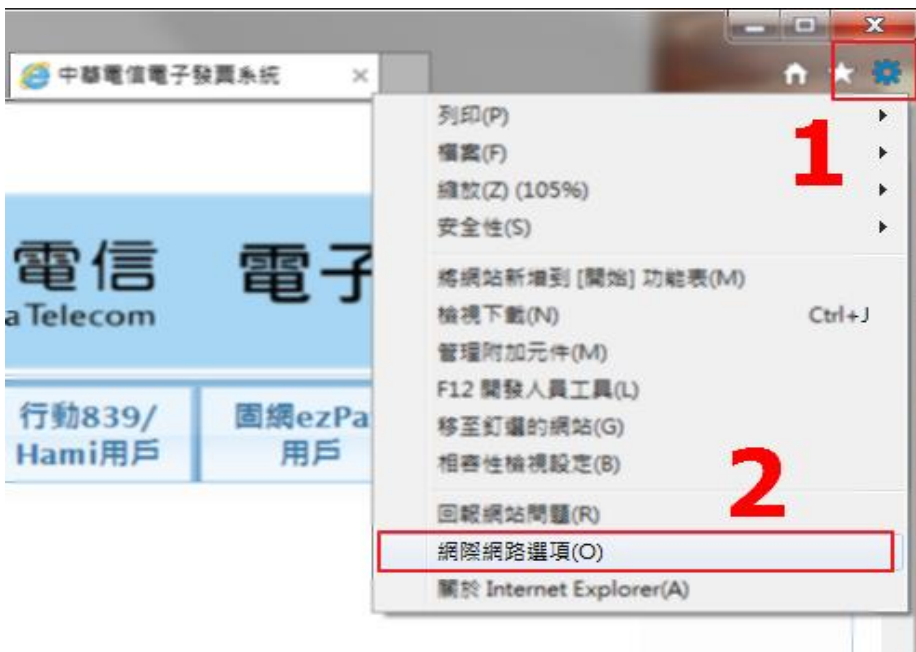 中華電信電子發票系統
列印(P)
檔案(F)
縮放(Z) (105%)
安全性(S)
1
將網站新增到 [開始] 功能表(M)
檢視下載(N) Ctrl+J
管理附加元件(M)
F12 開發人員工具(L)
移至釘選的網站(G)
相容性檢視設定(B)
2
回報網站問題(R)
網際網路選項(O)
關於 Internet Explorer(A)
電信 電子
a Telecom
行動839/
Hami用戶
固網ezPa
用戶